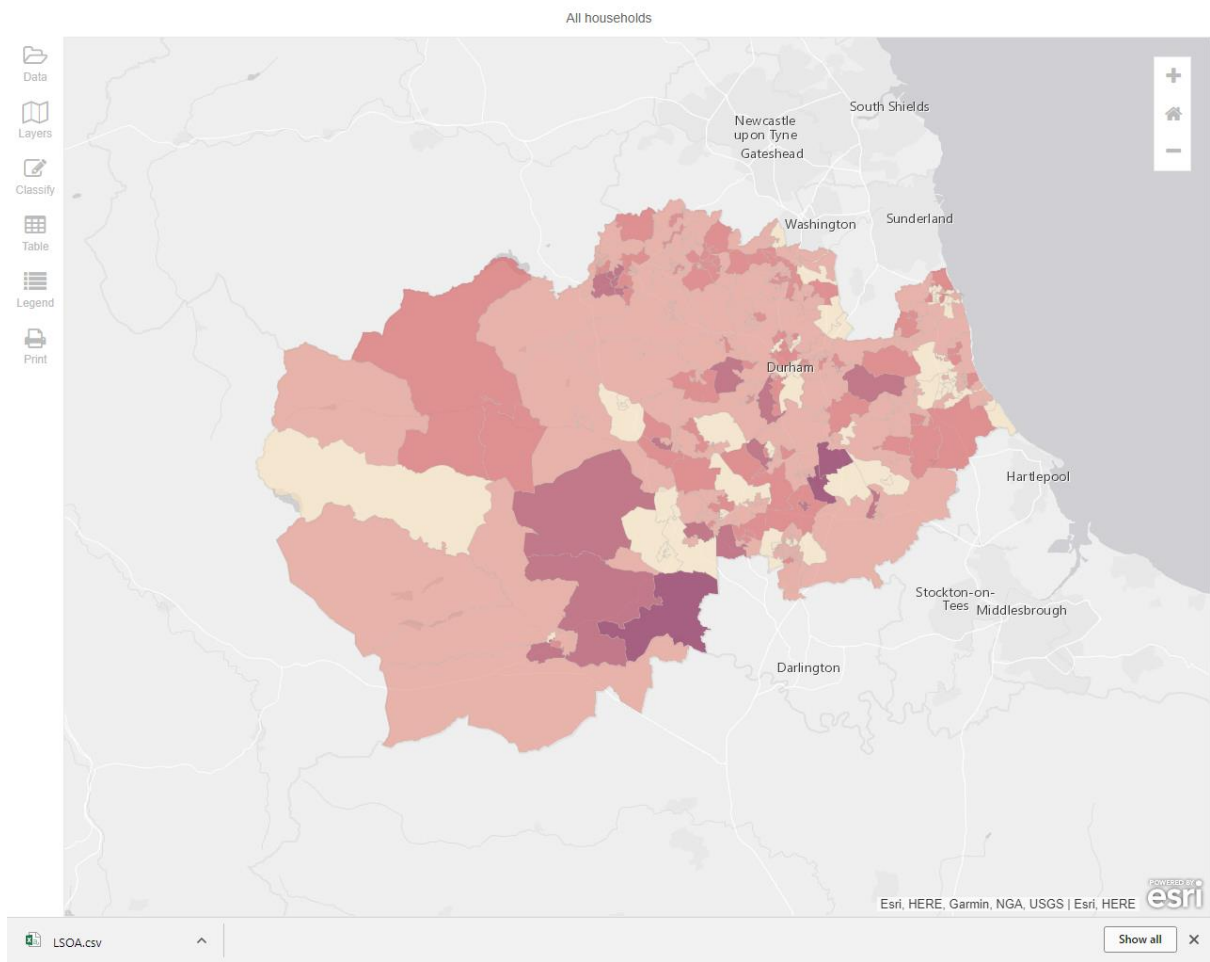 All households
Data
Layers
Classify
Table
Legend
Print
South Shields
Newcastle
upon Tyne
Gateshead
Washington
Sunderland
Durham
Hartlepool
Stockton-on-
Tees
Middlesbrough
Darlington
POWERED BY
esri
Esri, HERE, Garmin, NGA, USGS | Esri, HERE
LSOA.csv
Show all